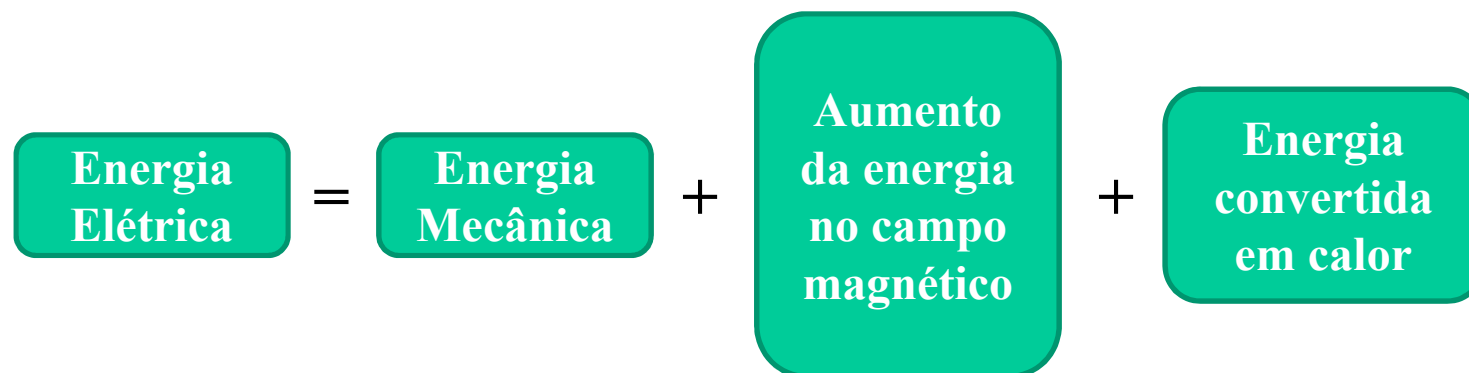 Energia
Elétrica
=
Energia
Mecânica
+
Aumento
da energia
no campo
magnético
+
Energia
convertida
em calor